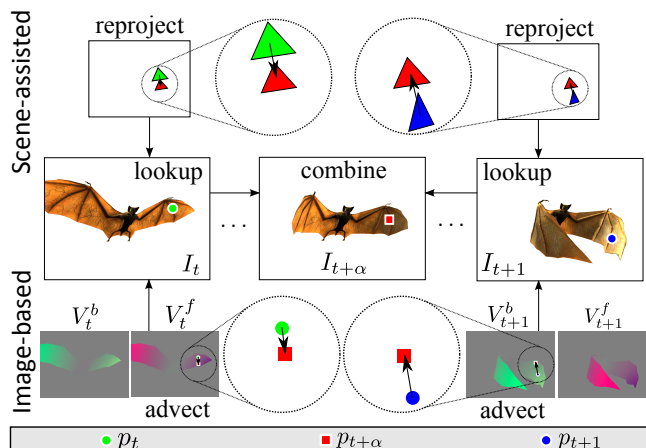 Scene-assisted
reproject
reproject
lookup
combine
lookup
. . .
. . .
I_t
I_{t+α}
I_{t+1}
Image-based
V_t^b
V_t^f
V_{t+1}^b
V_{t+1}^f
advect
advect
p_t
p_{t+α}
p_{t+1}